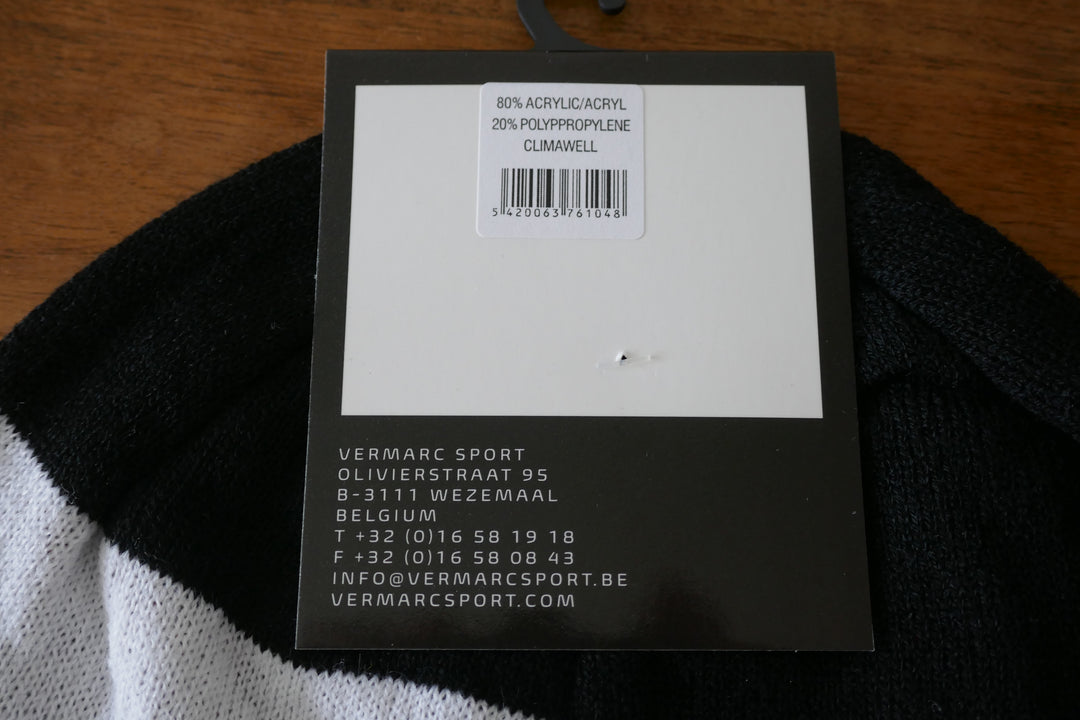 80% ACRYLIC/ACRYL
20% POLYPPROPYLENE
CLIMAWELL
5 420063 761048
VERMARC SPORT
OLIVIERSTRAAT 95
B-3111 WEZEMAAL
BELGIUM
T +32 (0)16 58 19 18
F +32 (0)16 58 08 43
INFO@VERMARCSPORT.BE
VERMARCSPORT.COM